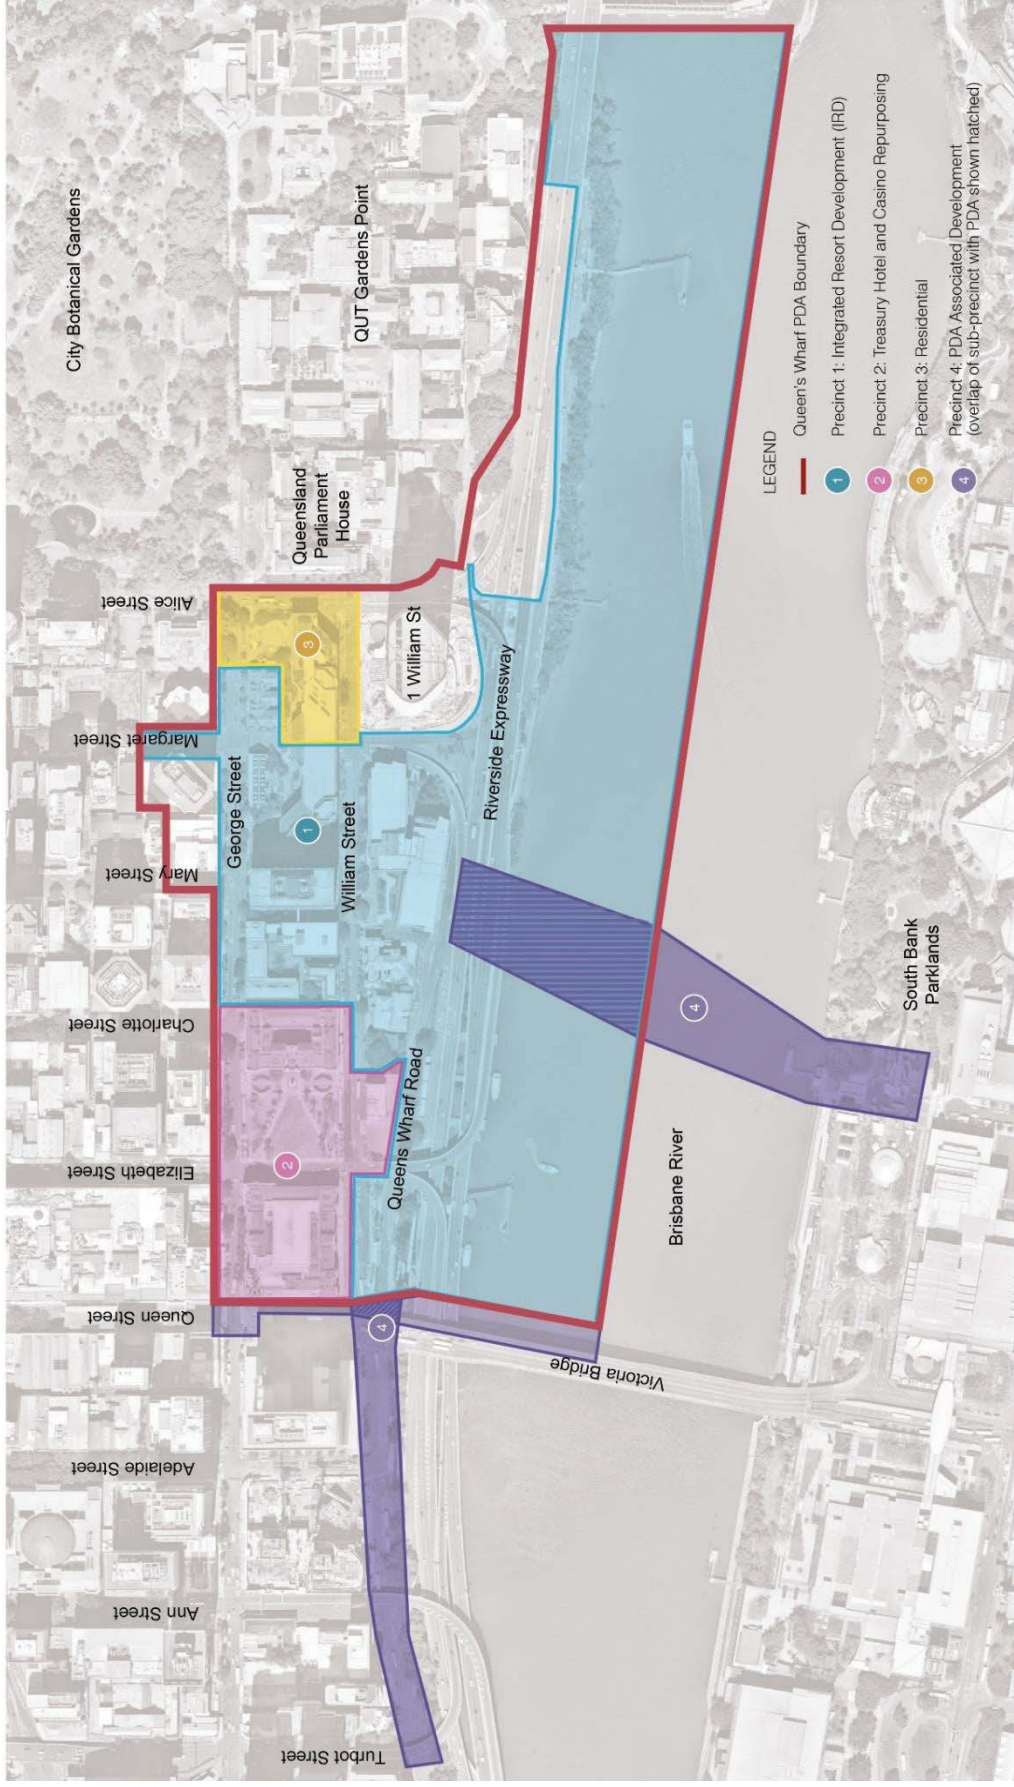 City Botanical Gardens
QUT Gardens Point
Queensland
Parliament
House
Alice Street
Margaret Street
Mary Street
Charlotte Street
Elizabeth Street
Queen Street
Adelaide Street
Ann Street
Turbot Street
George Street
William Street
1 William St
Riverside Expressway
Queens Wharf Road
Victoria Bridge
Brisbane River
South Bank
Parklands
1
2
3
4
4
LEGEND
Queen's Wharf PDA Boundary
1 Precinct 1: Integrated Resort Development (IRD)
2 Precinct 2: Treasury Hotel and Casino Repurposing
3 Precinct 3: Residential
4 Precinct 4: PDA Associated Development
(overlap of sub-precinct with PDA shown hatched)